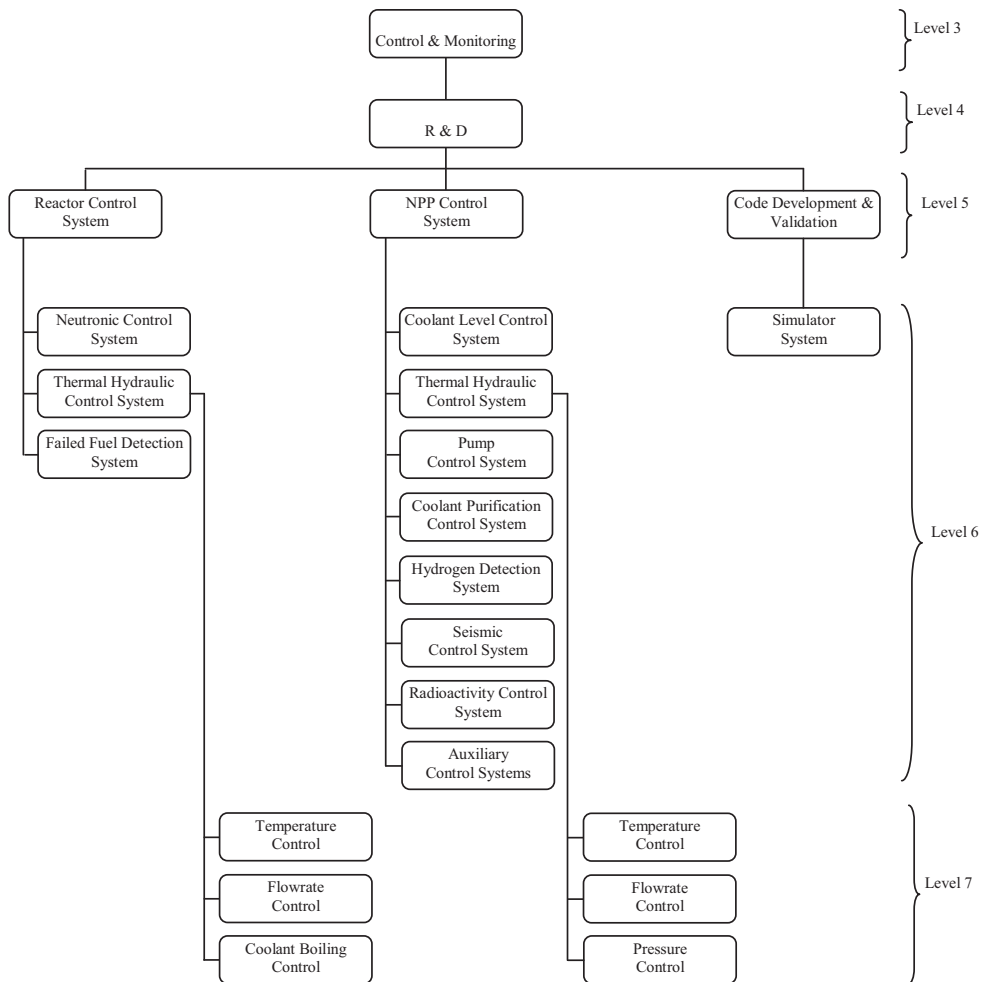 Control & Monitoring
Level 3
R & D
Level 4
Reactor Control
System
NPP Control
System
Code Development &
Validation
Level 5
Neutronic Control
System
Thermal Hydraulic
Control System
Failed Fuel Detection
System
Coolant Level Control
System
Thermal Hydraulic
Control System
Pump
Control System
Coolant Purification
Control System
Hydrogen Detection
System
Seismic
Control System
Radioactivity Control
System
Auxiliary
Control Systems
Simulator
System
Level 6
Temperature
Control
Flowrate
Control
Coolant Boiling
Control
Temperature
Control
Flowrate
Control
Pressure
Control
Level 7